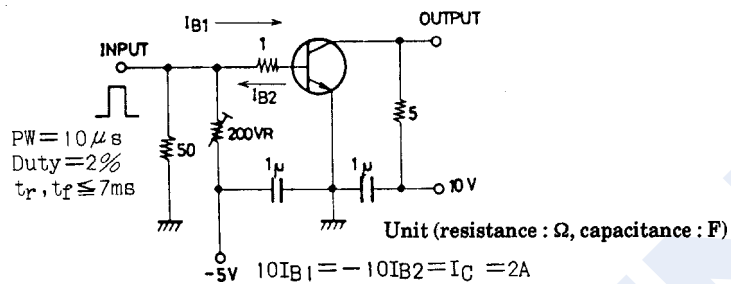 IB1
OUTPUT
INPUT
1
IB2
PW=10μs
Duty=2%
tr, tf≦7ms
50
200VR
5
1μ
1μ
10V
Unit (resistance : Ω, capacitance : F)
-5V
10IB1=-10IB2=IC =2A